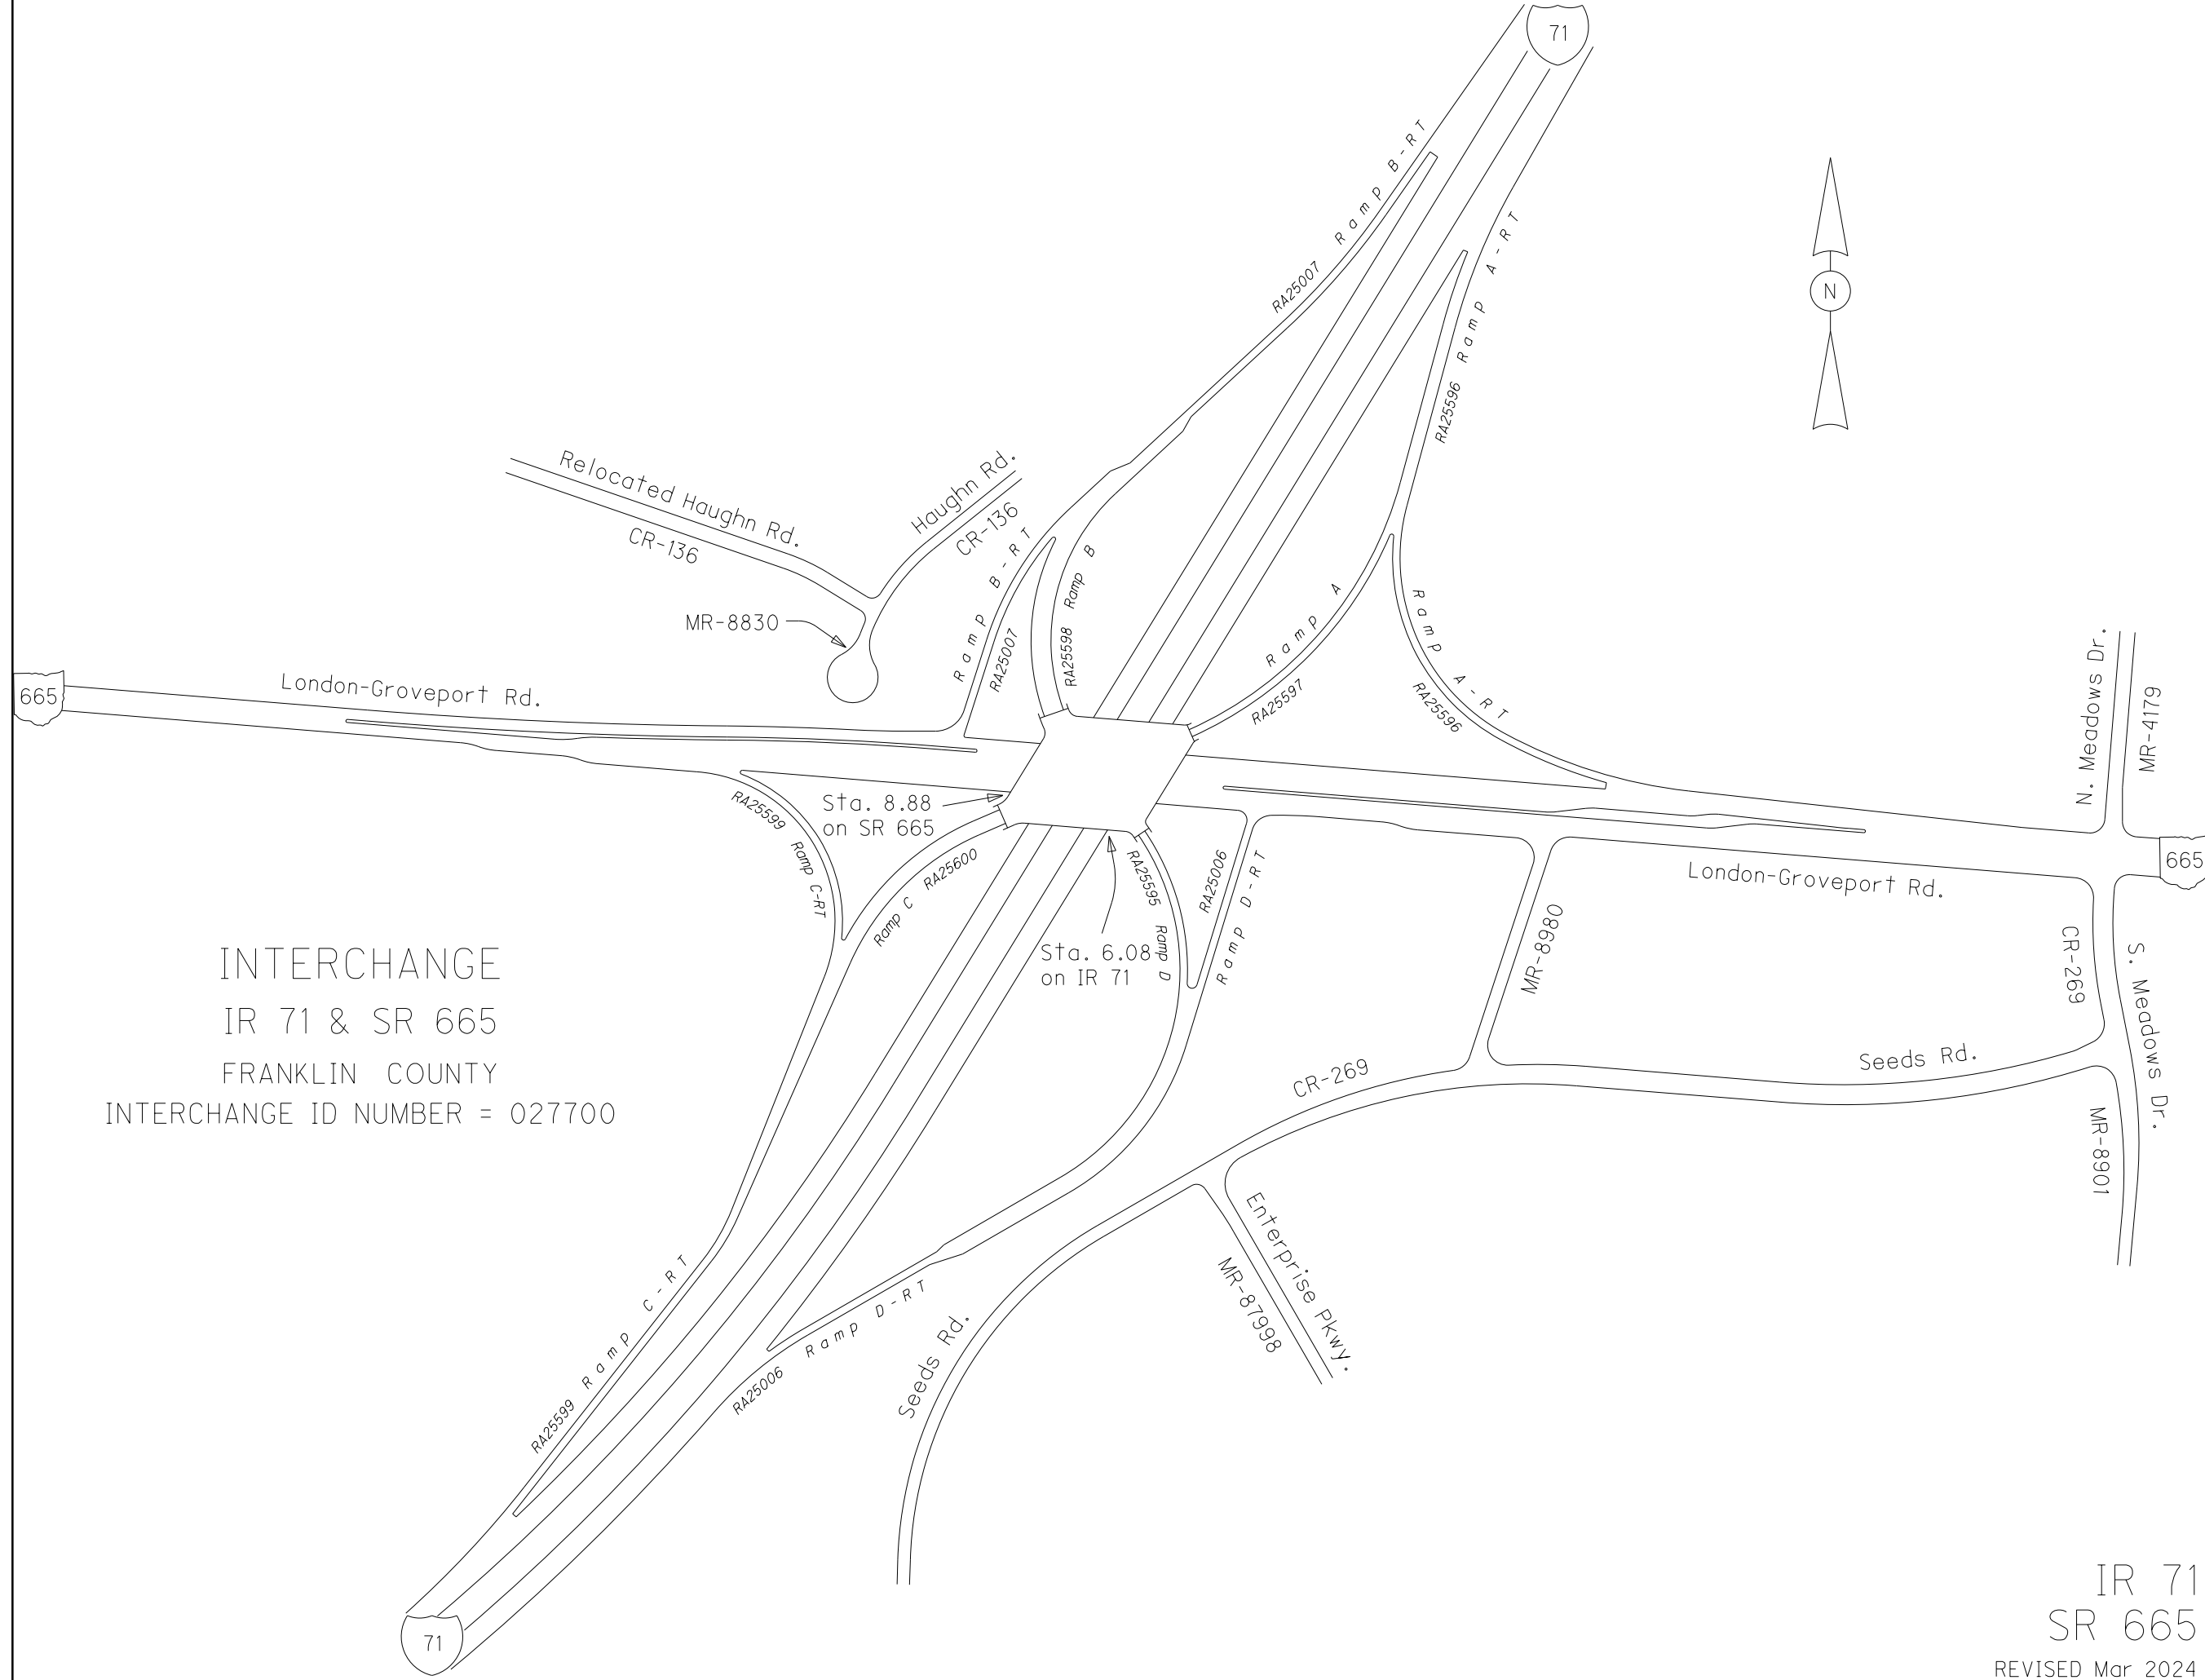 71
Ramp B-RT
RA25007
Ramp A-RT
RA25596
N
Relocated Haughn Rd.
CR-136
Haughn Rd.
CR-136
MR-8830
Ramp B-RT
RA25007
RA25598 Ramp B
Ramp A
RA25597
Ramp A-RT
RA25596
N. Meadows Dr.
MR-4179
665
London-Groveport Rd.
RA25599
Ramp C-RT
Sta. 8.88
on SR 665
RA25600
Ramp C
RA25595
Ramp D
RA25006
Ramp D-RT
Sta. 6.08
on IR 71
665
London-Groveport Rd.
MR-8980
CR-269
S. Meadows Dr.
Seeds Rd.
CR-269
MR-8901
Enterprise Pkwy.
MR-87998
Seeds Rd.
Ramp D-RT
RA25006
RA25599 Ramp C-RT
71
INTERCHANGE
IR 71 & SR 665
FRANKLIN COUNTY
INTERCHANGE ID NUMBER = 027700
IR 71
SR 665
REVISED Mar 2024